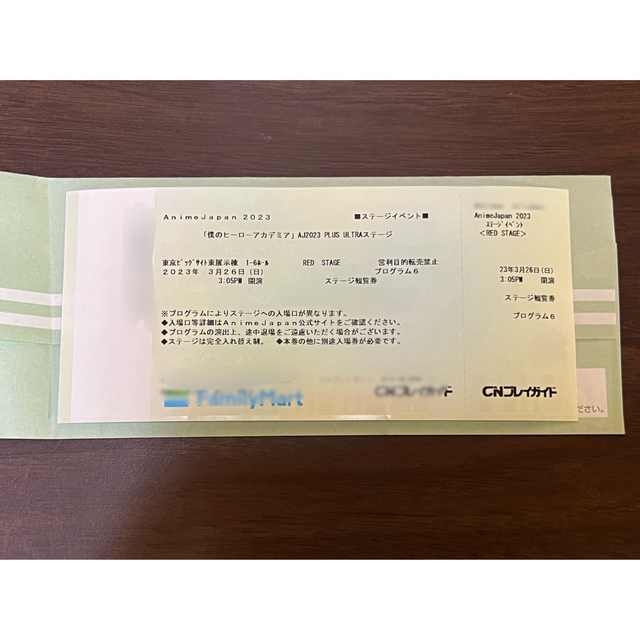 AnimeJapan 2023 ■ステージイベント■
「僕のヒーローアカデミア」AJ2023 PLUS ULTRAステージ
東京ビッグサイト東展示棟 1-6ホール RED STAGE 営利目的転売禁止
2023年 3月26日(日) プログラム6
3:05PM 開演 ステージ観覧券
※プログラムによりステージへの入場口が異なります。
◆入場口等詳細はAnimeJapan公式サイトをご確認ください。
◆プログラムの演出上、途中退場をご遠慮いただく場合がございます。
◆ステージは完全入れ替え制。 ◆本券の他に別途入場券が必要です。
FamilyMart CNプレイガイド
AnimeJapan 2023
ステージイベント
<RED STAGE>
23年3月26日(日)
3:05PM 開演
ステージ観覧券
プログラム6
CNプレイガイド
ださい。